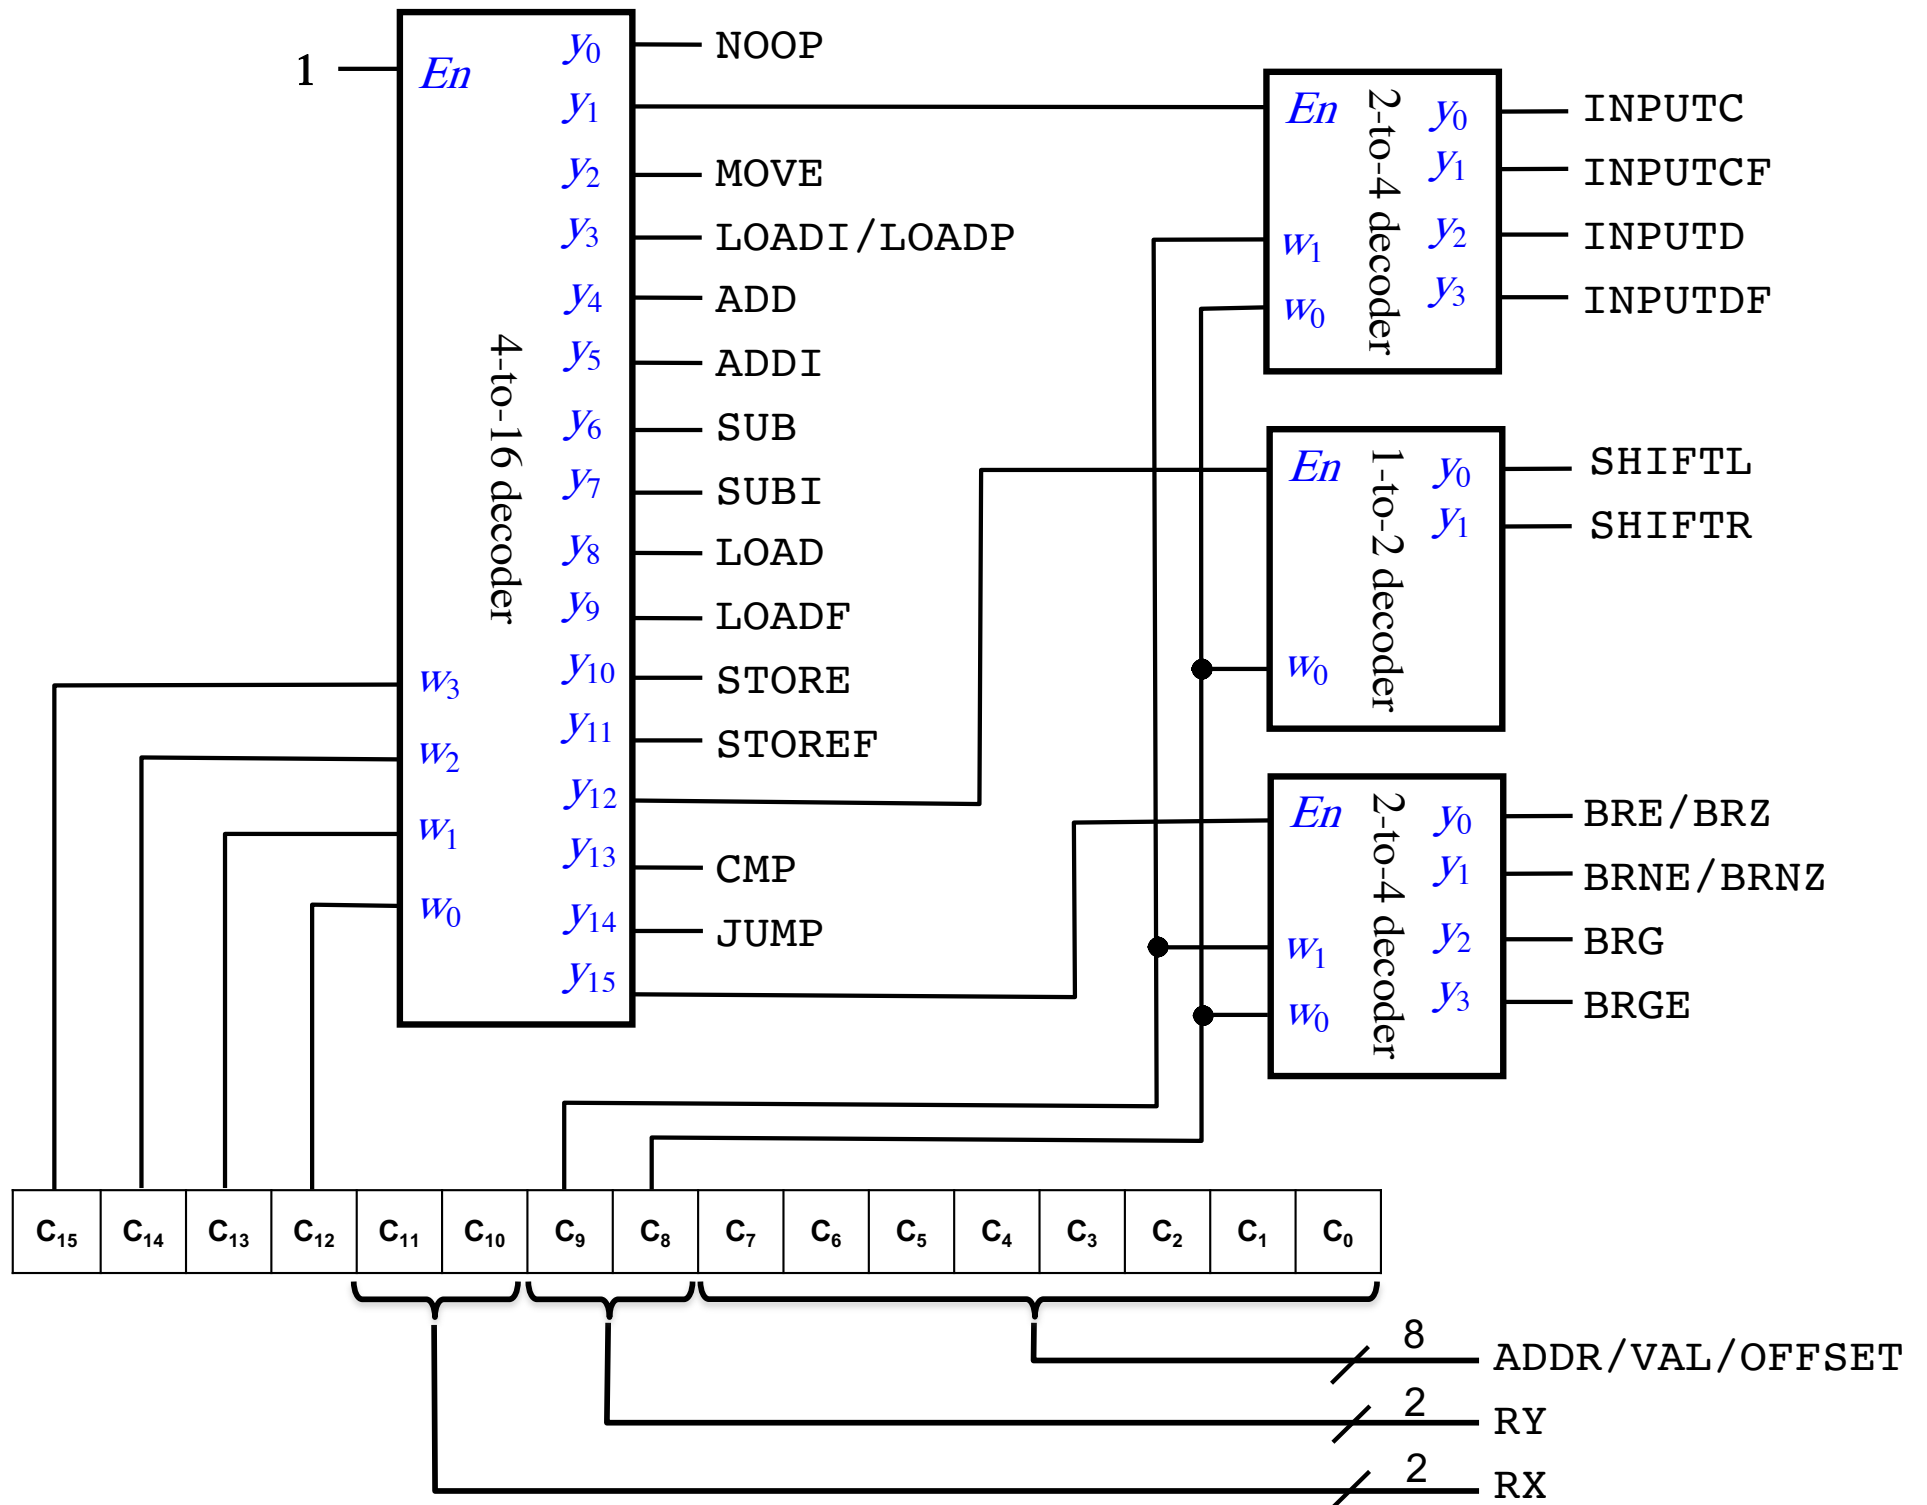 1
En
w3
w2
w1
w0
4-to-16 decoder
y0 NOOP
y1
y2 MOVE
y3 LOADI/LOADP
y4 ADD
y5 ADDI
y6 SUB
y7 SUBI
y8 LOAD
y9 LOADF
y10 STORE
y11 STOREF
y12
y13 CMP
y14 JUMP
y15
En
w1
w0
2-to-4 decoder
y0 INPUTC
y1 INPUTCF
y2 INPUTD
y3 INPUTDF
En
w0
1-to-2 decoder
y0 SHIFTL
y1 SHIFTR
En
w1
w0
2-to-4 decoder
y0 BRE/BRZ
y1 BRNE/BRNZ
y2 BRG
y3 BRGE
C15 C14 C13 C12 C11 C10 C9 C8 C7 C6 C5 C4 C3 C2 C1 C0
8 ADDR/VAL/OFFSET
2 RY
2 RX